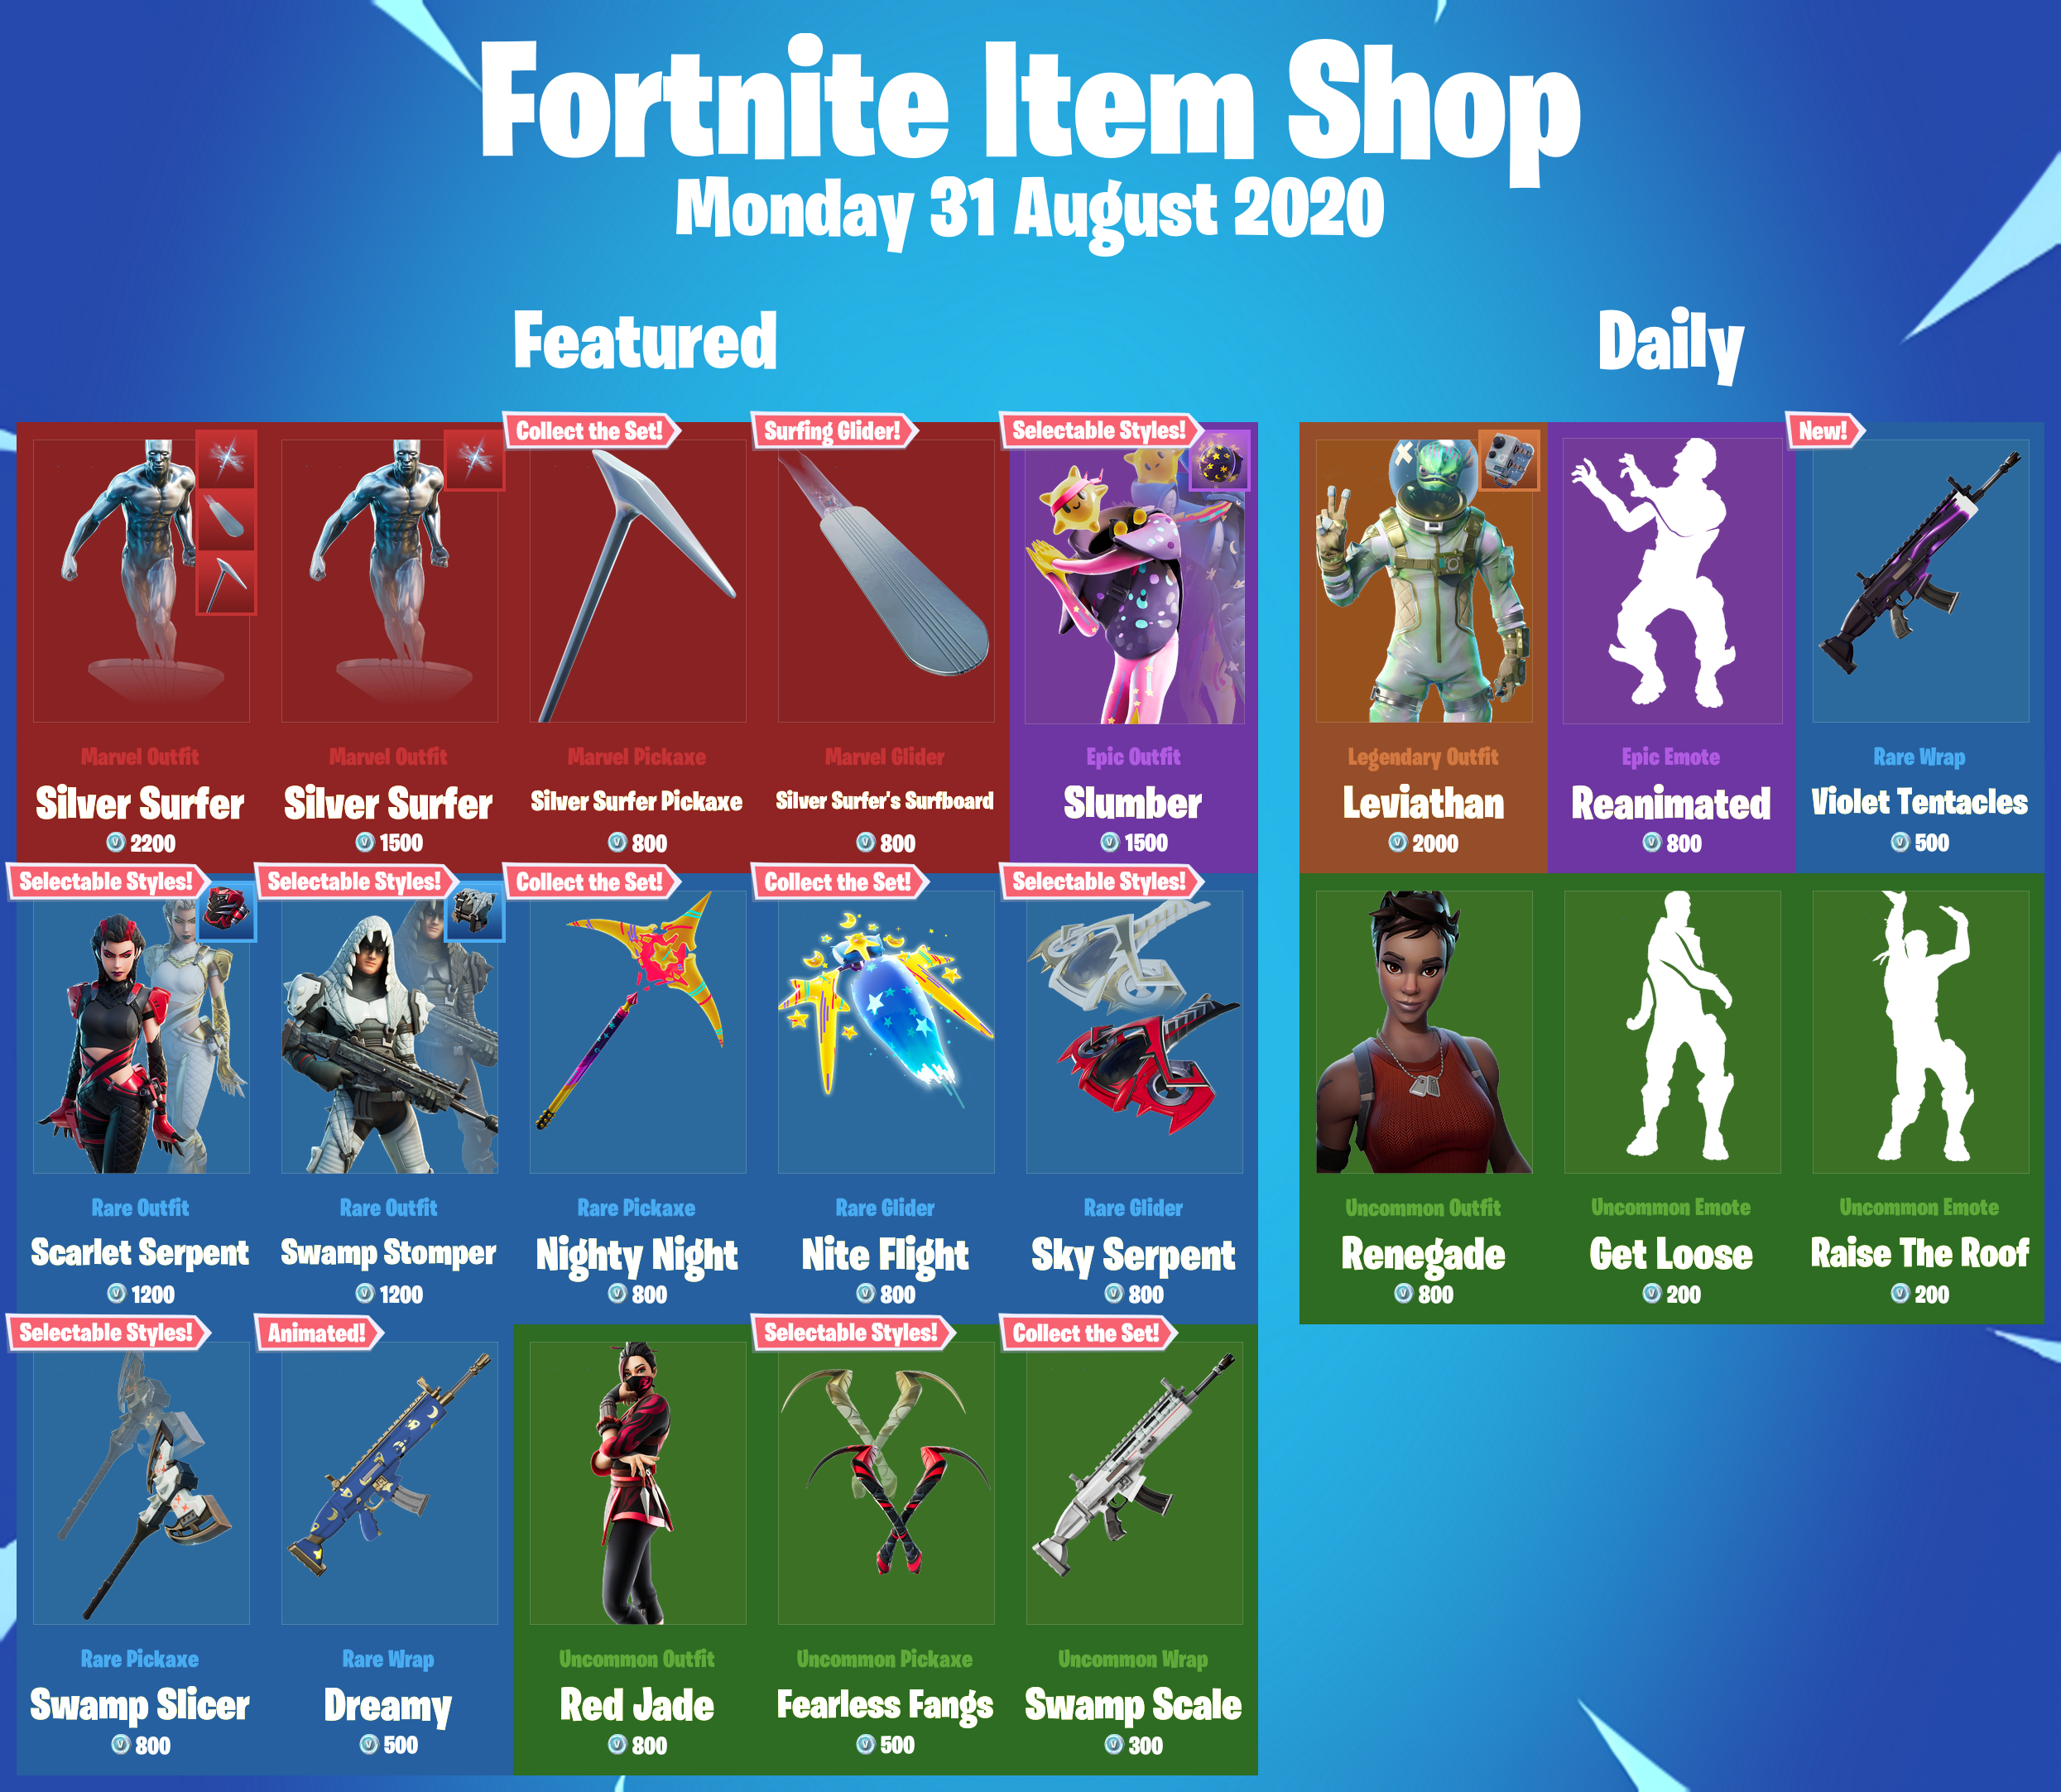 Fortnite Item Shop
Monday 31 August 2020
Featured
Marvel Outfit
Silver Surfer
2200
Marvel Outfit
Silver Surfer
1500
Collect the Set!
Marvel Pickaxe
Silver Surfer Pickaxe
800
Surfing Glider!
Marvel Glider
Silver Surfer's Surfboard
800
Selectable Styles!
Epic Outfit
Slumber
1500
Selectable Styles!
Rare Outfit
Scarlet Serpent
1200
Selectable Styles!
Rare Outfit
Swamp Stomper
1200
Collect the Set!
Rare Pickaxe
Nighty Night
800
Collect the Set!
Rare Glider
Nite Flight
800
Selectable Styles!
Rare Glider
Sky Serpent
800
Selectable Styles!
Rare Pickaxe
Swamp Slicer
800
Animated!
Rare Wrap
Dreamy
500
Uncommon Outfit
Red Jade
800
Selectable Styles!
Uncommon Pickaxe
Fearless Fangs
500
Collect the Set!
Uncommon Wrap
Swamp Scale
300
Daily
Legendary Outfit
Leviathan
2000
Epic Emote
Reanimated
800
New!
Rare Wrap
Violet Tentacles
500
Uncommon Outfit
Renegade
800
Uncommon Emote
Get Loose
200
Uncommon Emote
Raise The Roof
200